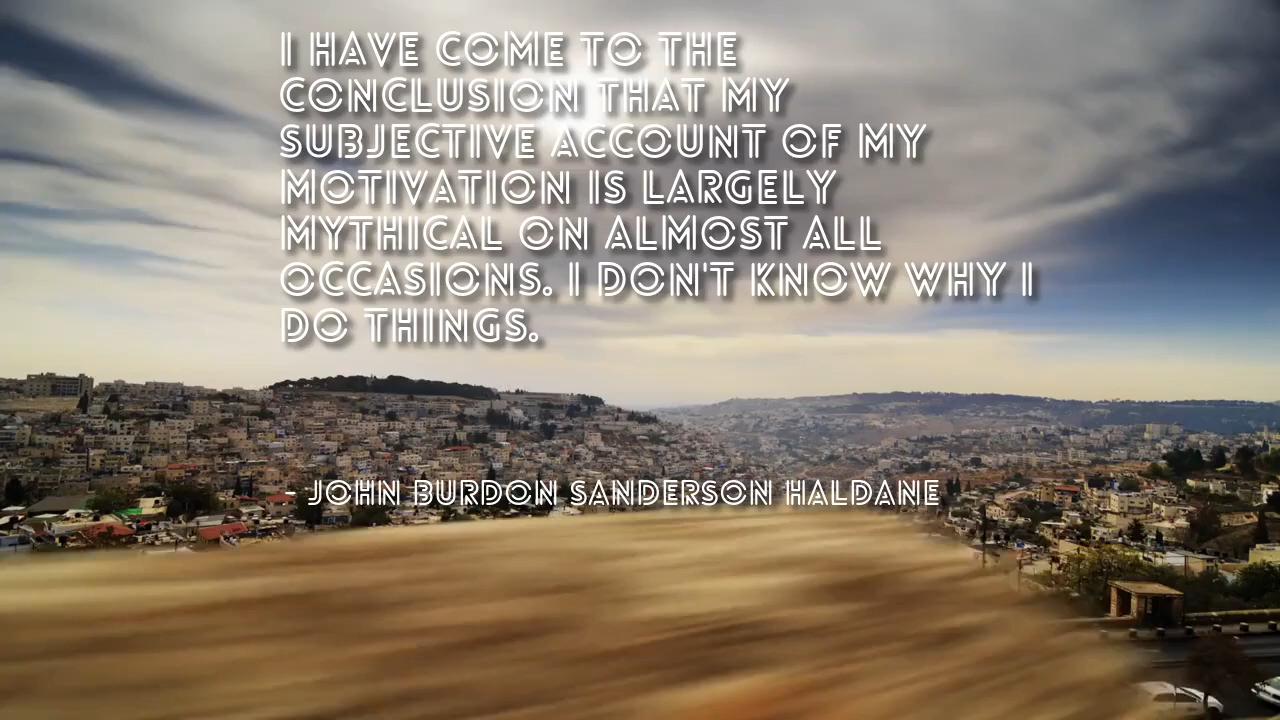 I HAVE COME TO THE
CONCLUSION THAT MY
SUBJECTIVE ACCOUNT OF MY
MOTIVATION IS LARGELY
MYTHICAL ON ALMOST ALL
OCCASIONS. I DON'T KNOW WHY I
DO THINGS.
JOHN BURDON SANDERSON HALDANE